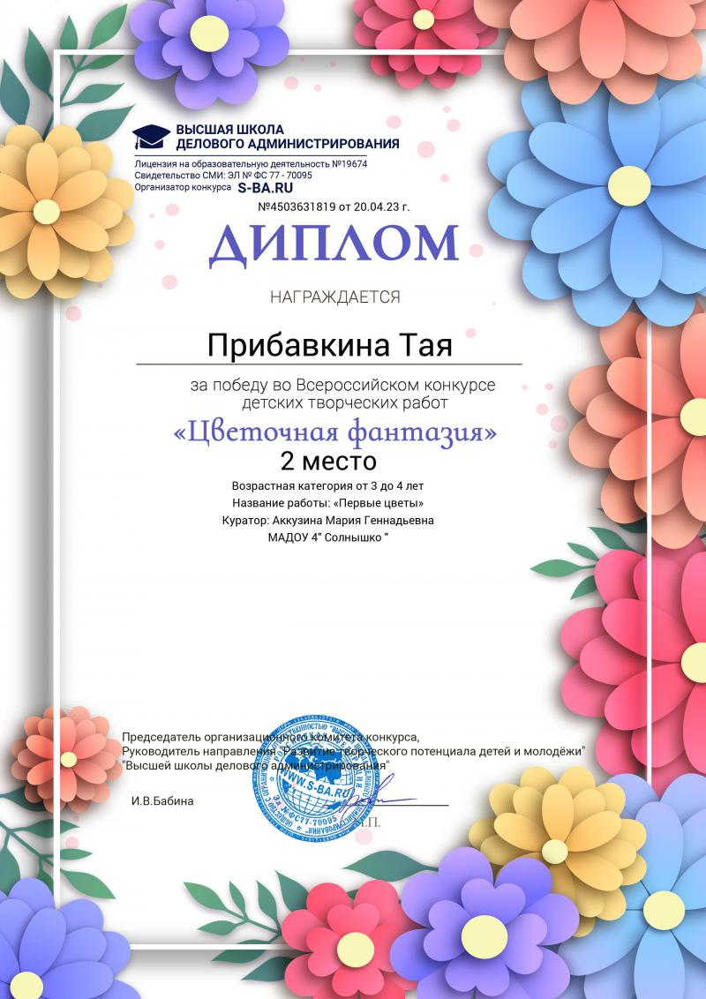 ВЫСШАЯ ШКОЛА
ДЕЛОВОГО АДМИНИСТРИРОВАНИЯ
Лицензия на образовательную деятельность №19674
Свидетельство СМИ: ЭЛ № ФС 77 - 70095
Организатор конкурса S-BA.RU
№4503631819 от 20.04.23 г.
ДИПЛОМ
НАГРАЖДАЕТСЯ
Прибавкина Тая
за победу во Всероссийском конкурсе
детских творческих работ
«Цветочная фантазия»
2 место
Возрастная категория от 3 до 4 лет
Название работы: «Первые цветы»
Куратор: Аккузина Мария Геннадьевна
МАДОУ 4" Солнышко "
Председатель организационного комитета конкурса,
Руководитель направления "Развитие творческого потенциала детей и молодёжи"
"Высшей школы делового администрирования"
WWW.S-BA.RU
И.В.Бабина
М.П.